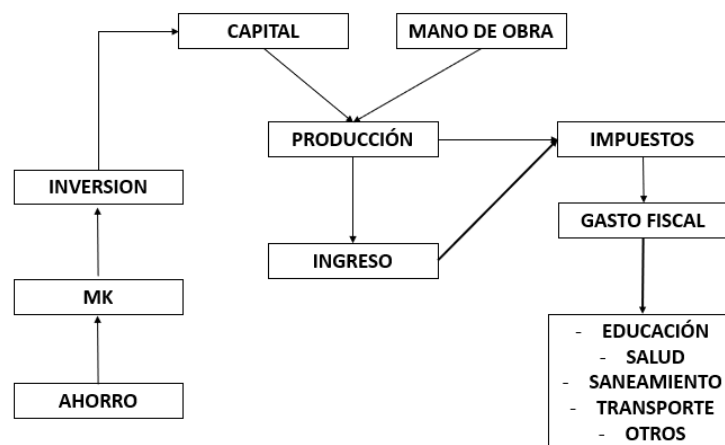 CAPITAL
MANO DE OBRA
PRODUCCIÓN
IMPUESTOS
INVERSION
GASTO FISCAL
INGRESO
MK
AHORRO
- EDUCACIÓN
- SALUD
- SANEAMIENTO
- TRANSPORTE
- OTROS